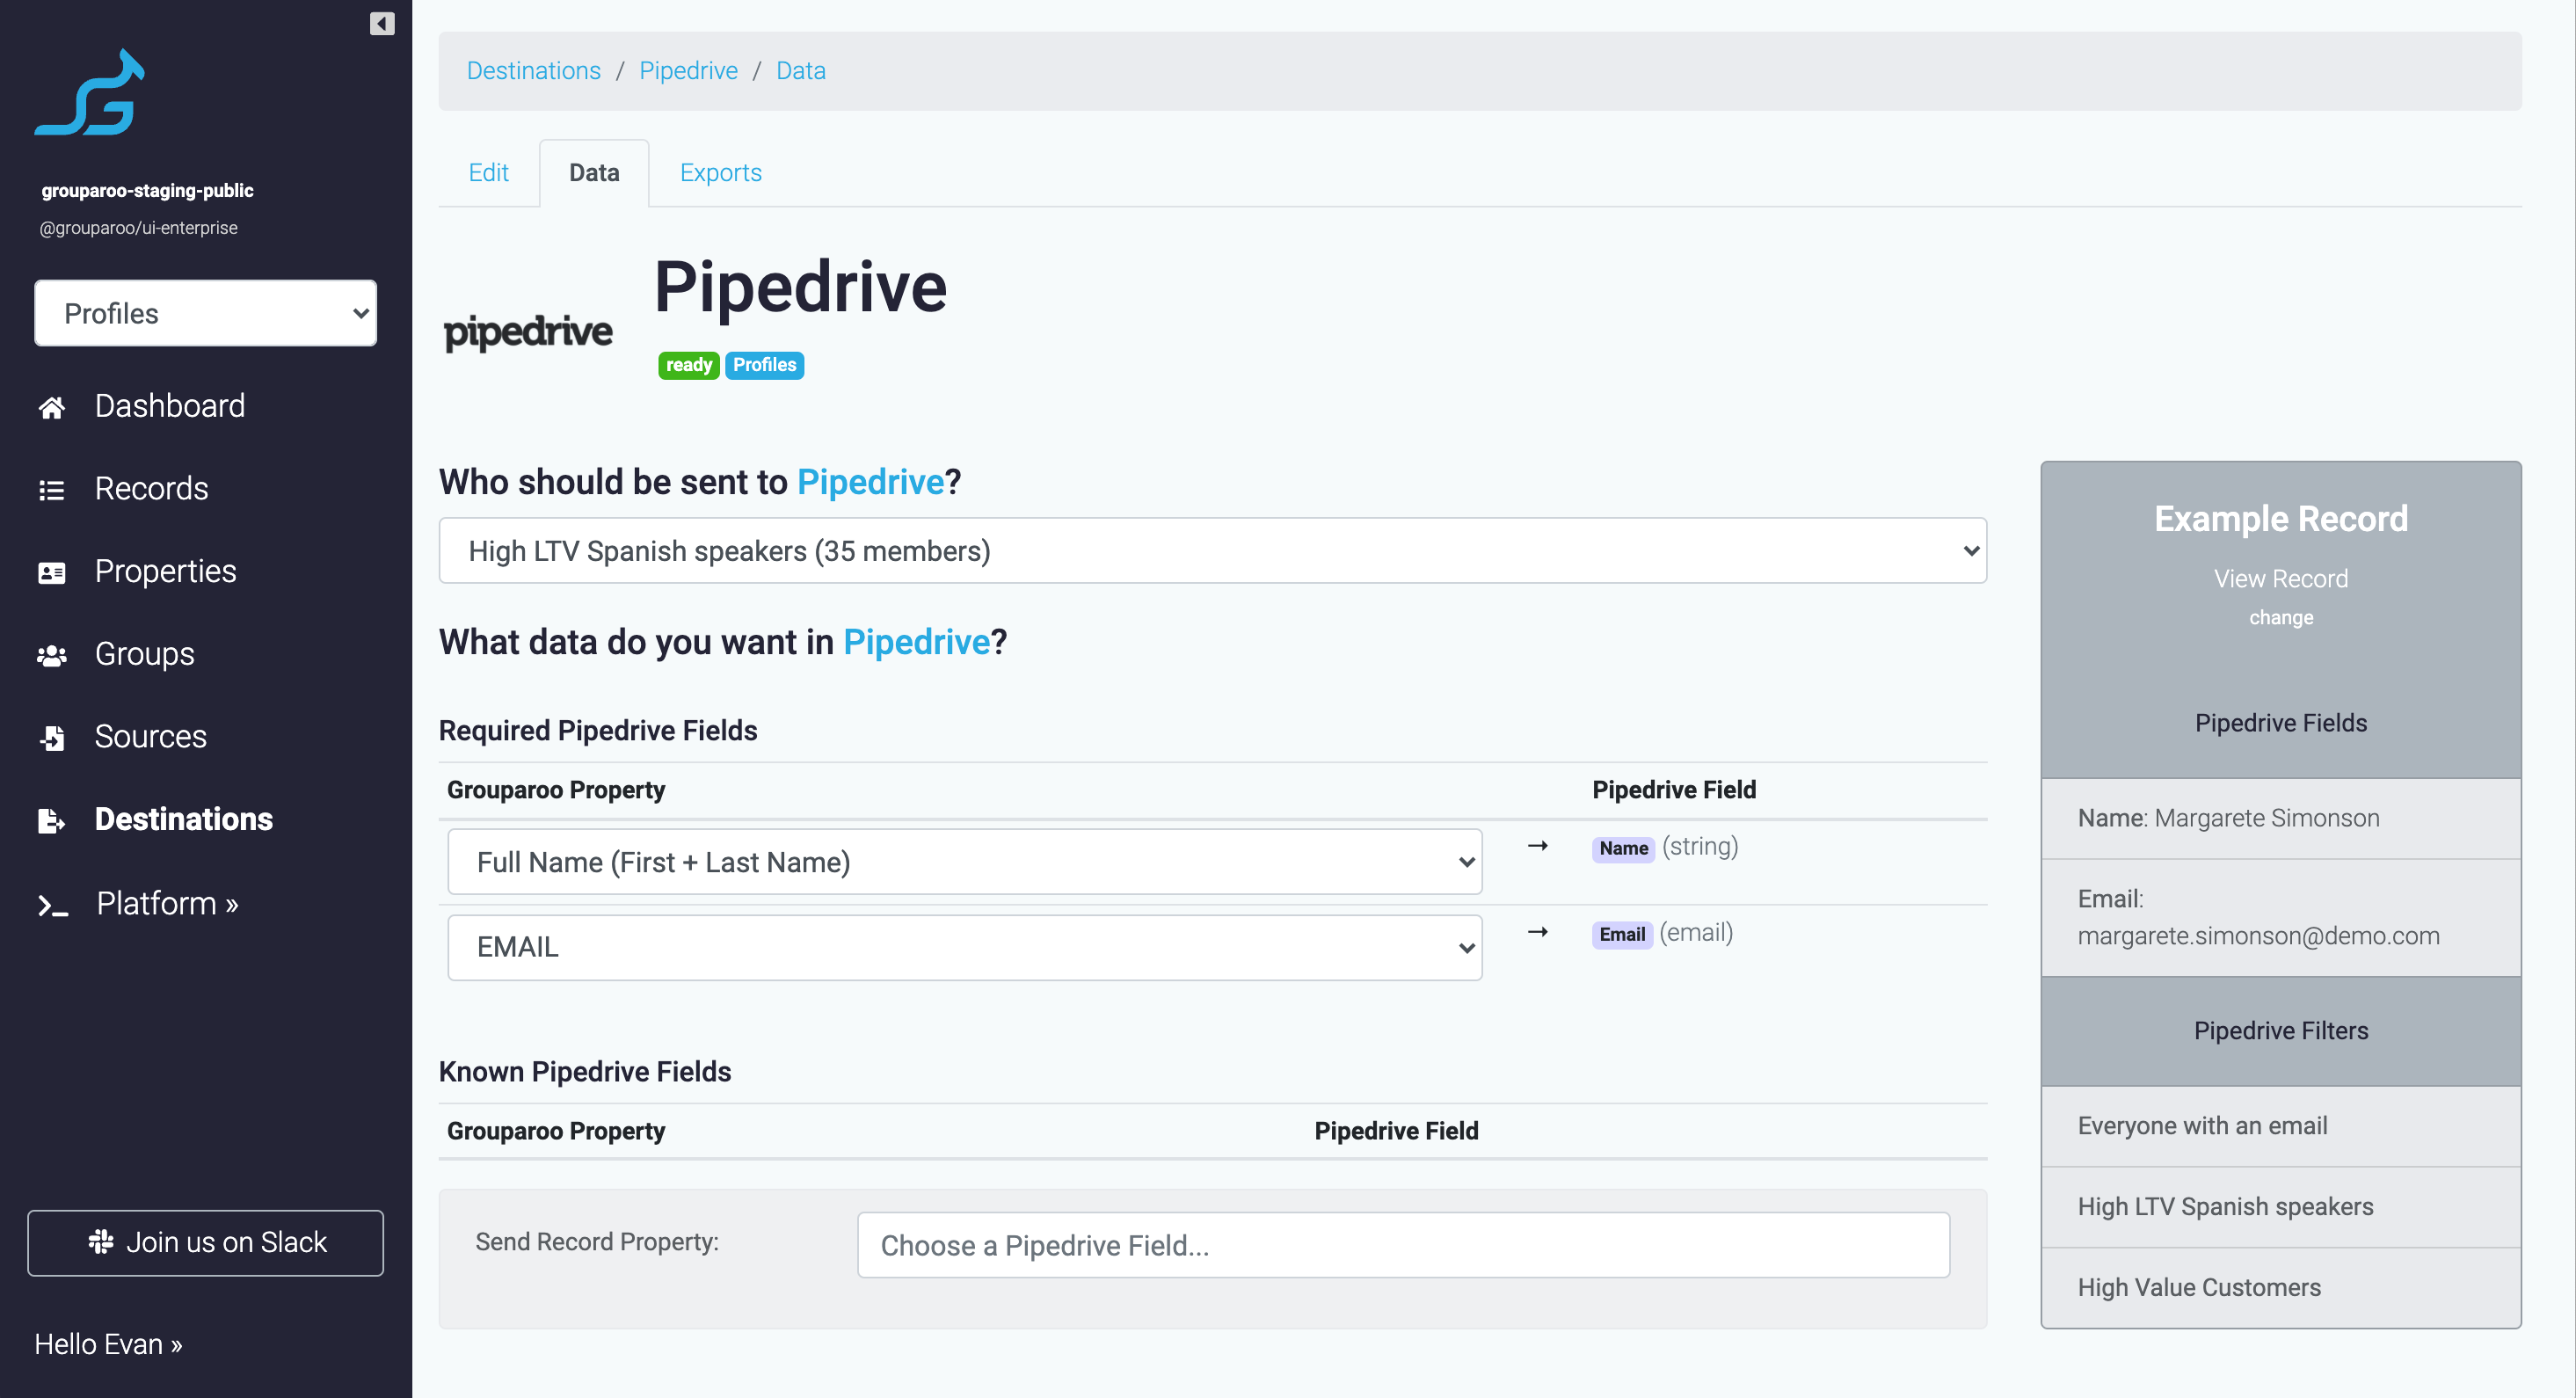 grouparoo-staging-public
@grouparoo/ui-enterprise
Profiles
Dashboard
Records
Properties
Groups
Sources
Destinations
Platform »
Join us on Slack
Hello Evan »
Destinations / Pipedrive / Data
Edit
Data
Exports
pipedrive
Pipedrive
ready
Profiles
Who should be sent to Pipedrive?
High LTV Spanish speakers (35 members)
What data do you want in Pipedrive?
Required Pipedrive Fields
Grouparoo Property
Pipedrive Field
Full Name (First + Last Name)
→
Name (string)
EMAIL
→
Email (email)
Known Pipedrive Fields
Grouparoo Property
Pipedrive Field
Send Record Property:
Choose a Pipedrive Field...
Example Record
View Record
change
Pipedrive Fields
Name: Margarete Simonson
Email:
margarete.simonson@demo.com
Pipedrive Filters
Everyone with an email
High LTV Spanish speakers
High Value Customers